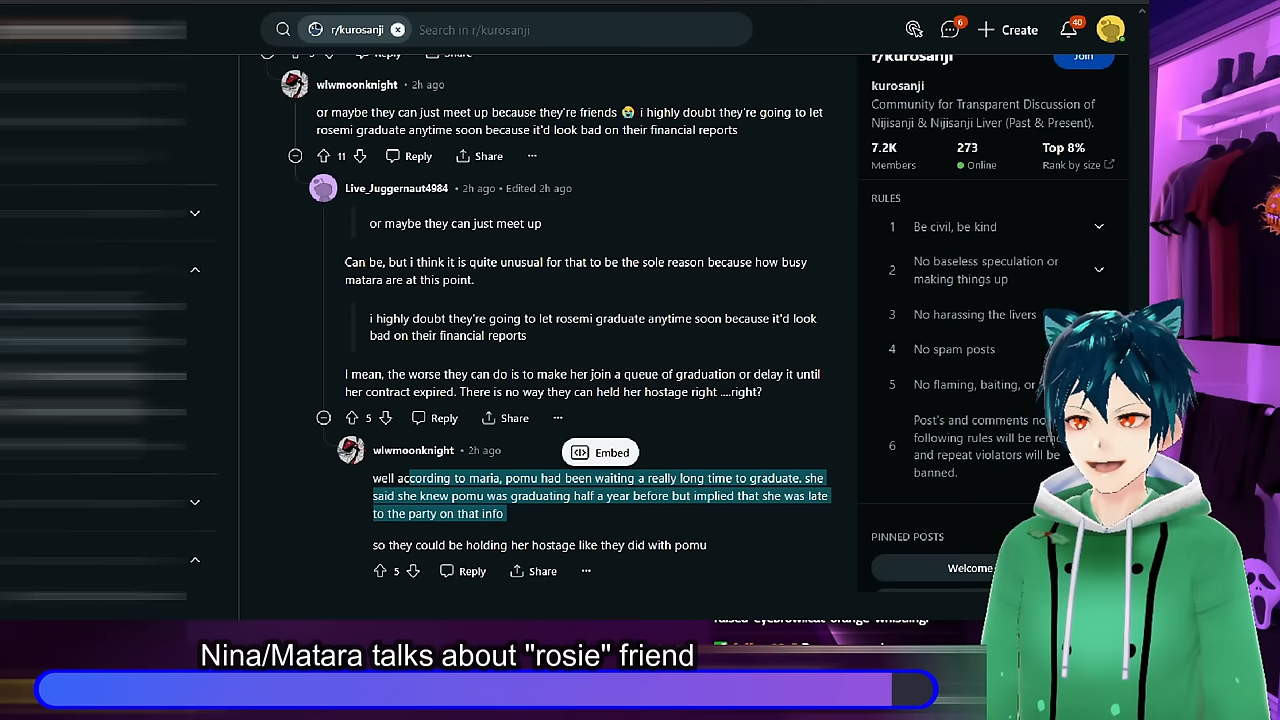 r/kurosanji
Search in r/kurosanji
6
Create
40
Share
wlwmoonknight • 2h ago
or maybe they can just meet up because they're friends 😭 i highly doubt they're going to let
rosemi graduate anytime soon because it'd look bad on their financial reports
11
Reply
Share
Live_Juggernaut4984 • 2h ago • Edited 2h ago
or maybe they can just meet up
Can be, but i think it is quite unusual for that to be the sole reason because how busy
matara are at this point.
i highly doubt they're going to let rosemi graduate anytime soon because it'd look
bad on their financial reports
I mean, the worse they can do is to make her join a queue of graduation or delay it until
her contract expired. There is no way they can held her hostage right ....right?
5
Reply
Share
wlwmoonknight • 2h ago
Embed
well according to maria, pomu had been waiting a really long time to graduate. she
said she knew pomu was graduating half a year before but implied that she was late
to the party on that info
so they could be holding her hostage like they did with pomu
5
Reply
Share
r/kurosanji
Join
kurosanji
Community for Transparent Discussion of
Nijisanji & Nijisanji Liver (Past & Present).
7.2K
273
Top 8%
Members
Online
Rank by size
RULES
1 Be civil, be kind
2 No baseless speculation or
making things up
3 No harassing the livers
4 No spam posts
5 No flaming, baiting, or
6 Post's and comments no
following rules will be
and repeat violators will
banned.
PINNED POSTS
Welcome
Nina/Matara talks about "rosie" friend